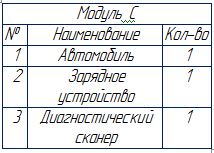 Модуль С
№ Наименование Кол-во
1 Автомобиль 1
2 Зарядное 1
устройство
3 Диагностический 1
сканер